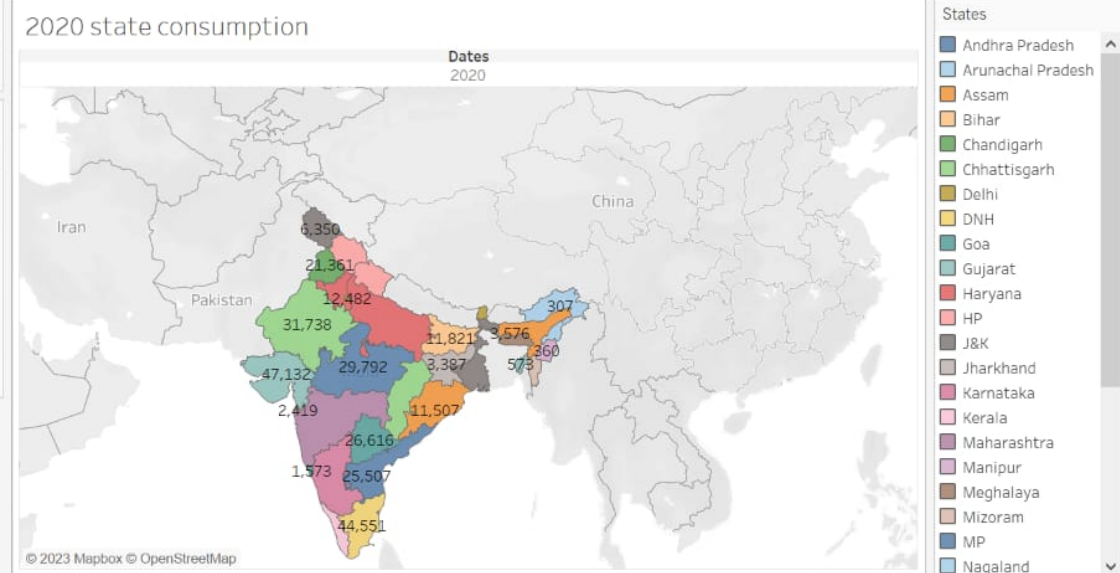 2020 state consumption
Dates
2020
Iran
Pakistan
China
6,350
21,361
12,482
31,738
307
3,576
11,821
360
573
3,387
29,792
47,132
2,419
11,507
26,616
1,573
25,507
44,551
© 2023 Mapbox © OpenStreetMap
States
Andhra Pradesh
Arunachal Pradesh
Assam
Bihar
Chandigarh
Chhattisgarh
Delhi
DNH
Goa
Gujarat
Haryana
HP
J&K
Jharkhand
Karnataka
Kerala
Maharashtra
Manipur
Meghalaya
Mizoram
MP
Nagaland